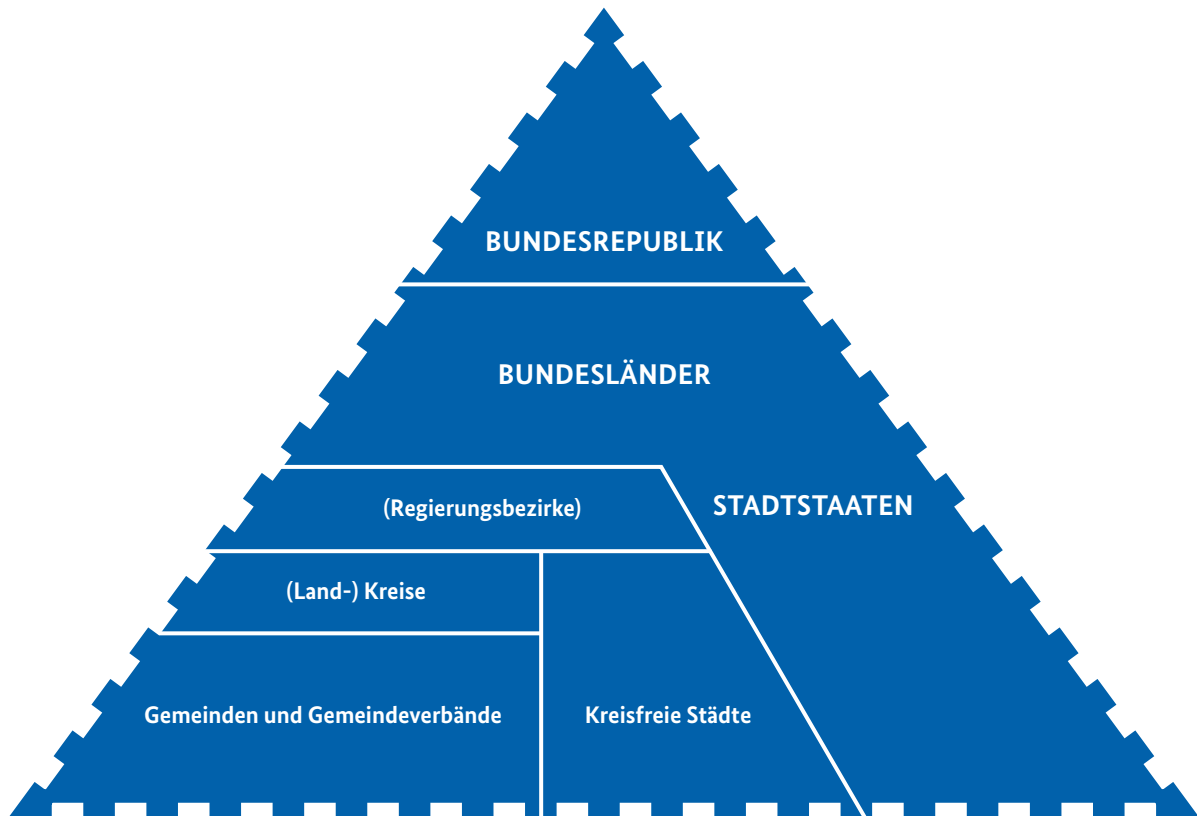 BUNDESREPUBLIK
BUNDESLÄNDER
(Regierungsbezirke)
STADTSTAATEN
(Land-) Kreise
Gemeinden und Gemeindeverbände
Kreisfreie Städte